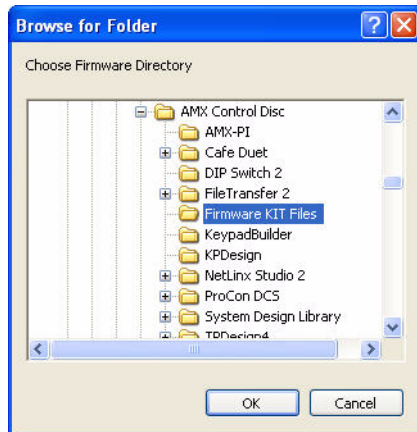 Browse for Folder
Choose Firmware Directory
AMX Control Disc
AMX-PI
Cafe Duet
DIP Switch 2
FileTransfer 2
Firmware KIT Files
KeypadBuilder
KPDesign
NetLinx Studio 2
ProCon DCS
System Design Library
TPDesign4
OK Cancel